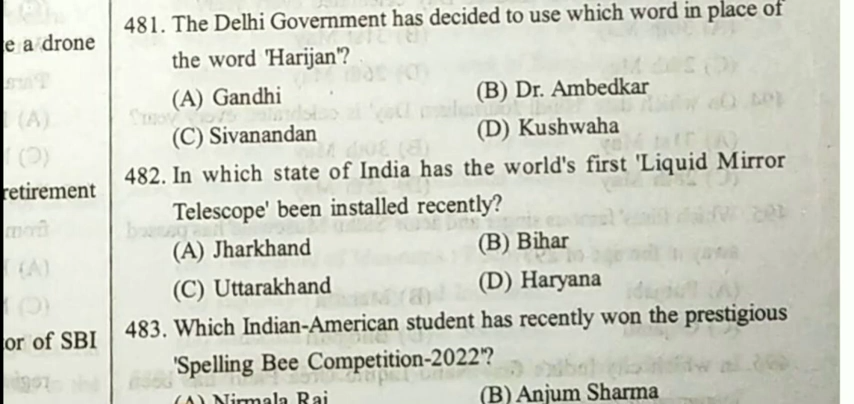 e a drone
retirement
or of SBI
481. The Delhi Government has decided to use which word in place of
the word 'Harijan'?
(A) Gandhi (B) Dr. Ambedkar
(C) Sivanandan (D) Kushwaha
482. In which state of India has the world's first 'Liquid Mirror
Telescope' been installed recently?
(A) Jharkhand (B) Bihar
(C) Uttarakhand (D) Haryana
483. Which Indian-American student has recently won the prestigious
'Spelling Bee Competition-2022'?
(A) Nirmala Rai (B) Anjum Sharma